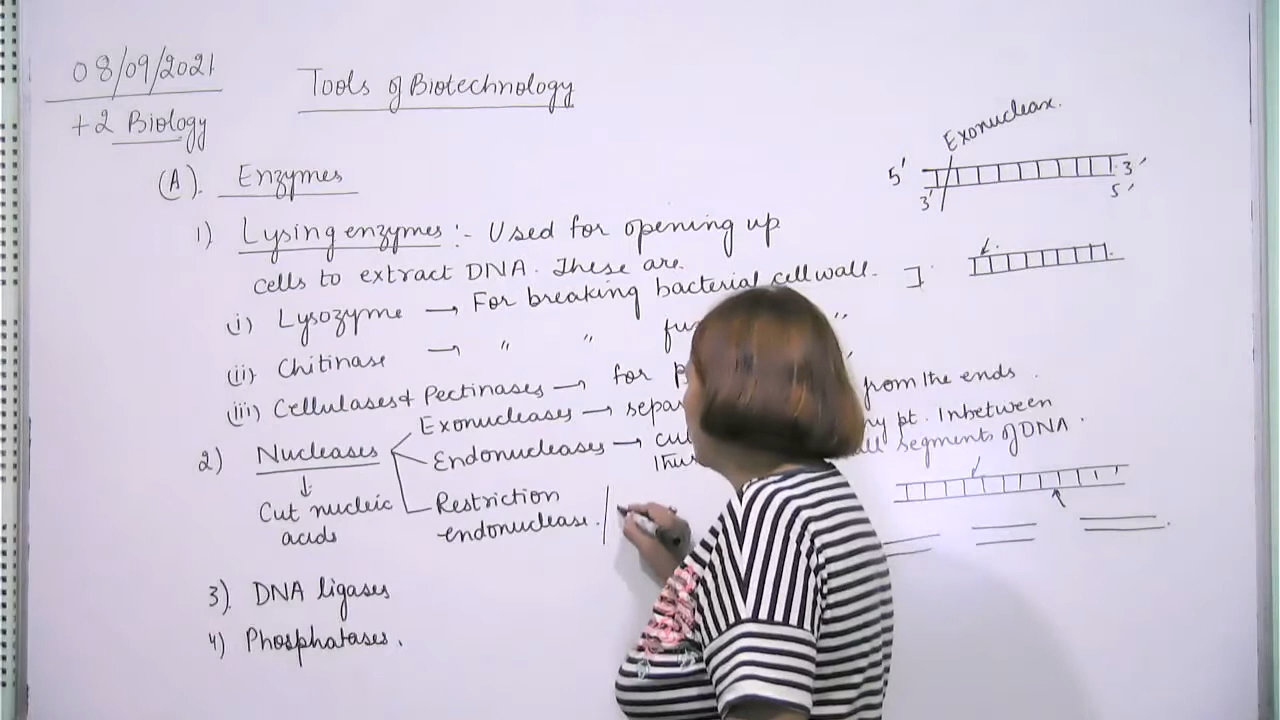 08/09/2021
+2 Biology
Tools of Biotechnology
(A). Enzymes
1) Lysing enzymes :- Used for opening up
cells to extract DNA. These are
(i) Lysozyme → For breaking bacterial cell wall.
(ii) Chitinase → " " "
(iii) Cellulases & Pectinases → for
2) Nucleases
Exonucleases → from the ends.
Endonucleases → pt. Inbetween
segments of DNA.
↓
Cut nucleic
acids
Restriction
endonuclease.
3). DNA ligases
4) Phosphatases.
Exonuclease.
5' 3'
3' 5'